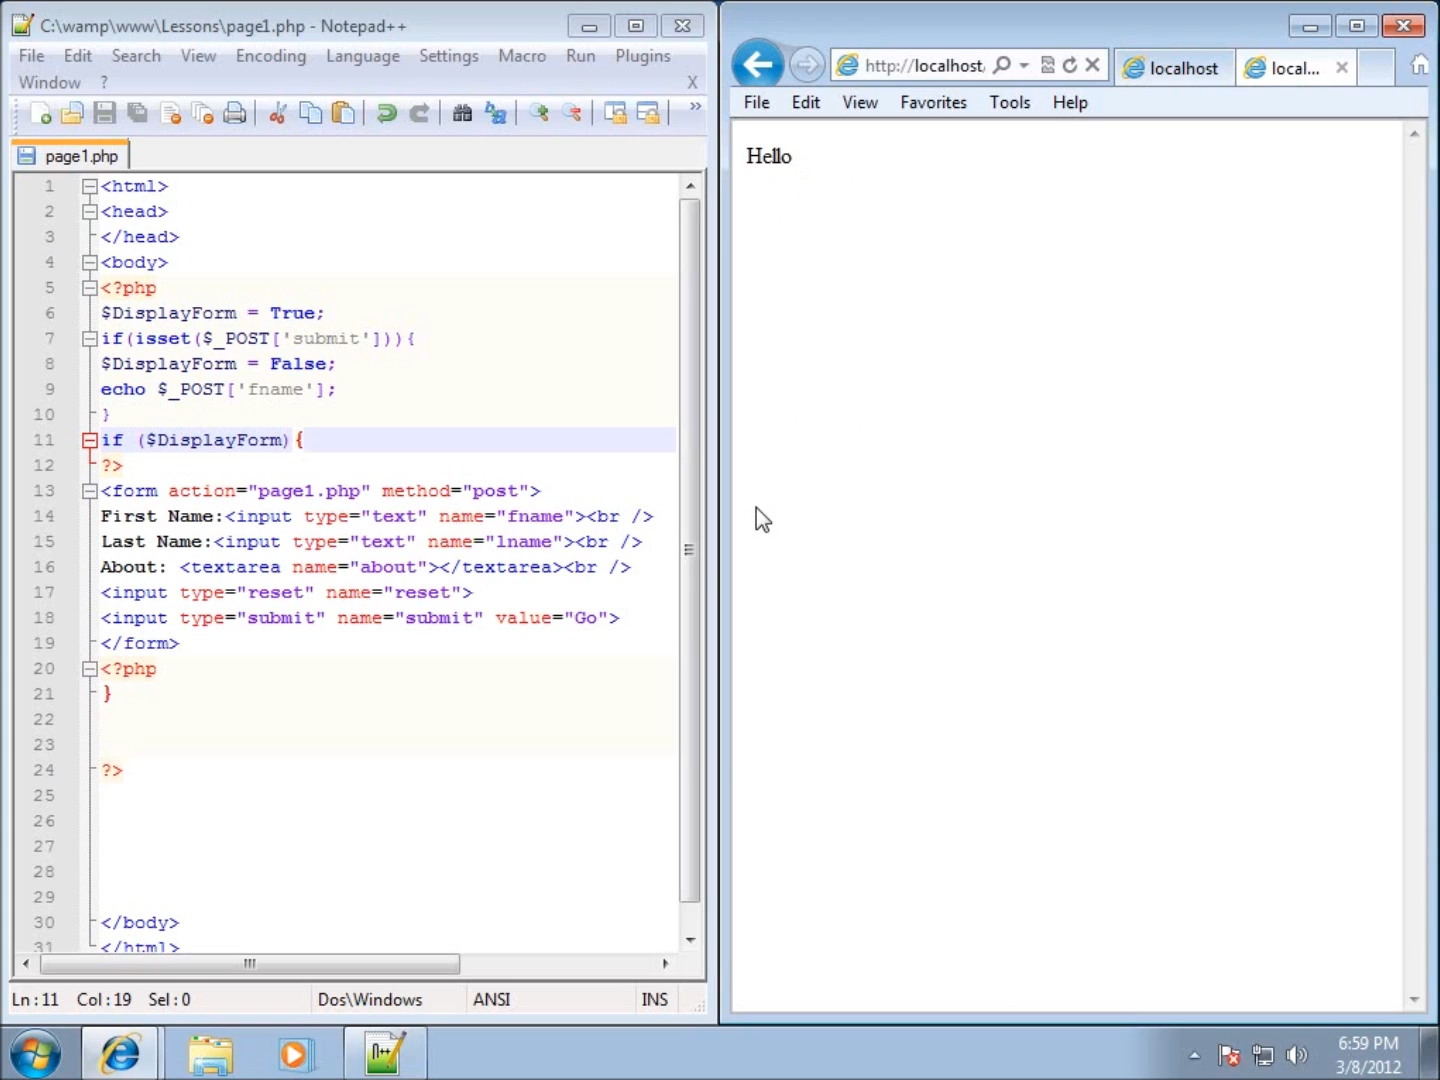 C:\wamp\www\Lessons\page1.php - Notepad++
File Edit Search View Encoding Language Settings Macro Run Plugins
Window ? X
page1.php
1 <html>
2 <head>
3 </head>
4 <body>
5 <?php
6 $DisplayForm = True;
7 if(isset($_POST['submit'])){
8 $DisplayForm = False;
9 echo $_POST['fname'];
10 }
11 if ($DisplayForm){
12 ?>
13 <form action="page1.php" method="post">
14 First Name:<input type="text" name="fname"><br />
15 Last Name:<input type="text" name="lname"><br />
16 About: <textarea name="about"></textarea><br />
17 <input type="reset" name="reset">
18 <input type="submit" name="submit" value="Go">
19 </form>
20 <?php
21 }
22
23
24 ?>
25
26
27
28
29
30 </body>
31 </html>
Ln:11 Col:19 Sel:0 Dos\Windows ANSI INS
http://localhost, localhost local...
File Edit View Favorites Tools Help
Hello
6:59 PM
3/8/2012